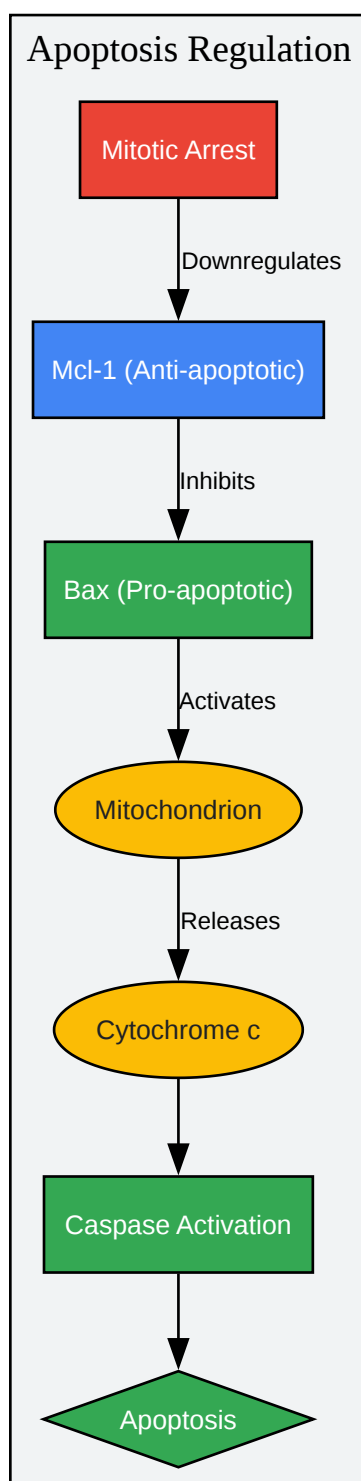 Apoptosis Regulation
Mitotic Arrest
Downregulates
Mcl-1 (Anti-apoptotic)
Inhibits
Bax (Pro-apoptotic)
Activates
Mitochondrion
Releases
Cytochrome c
Caspase Activation
Apoptosis